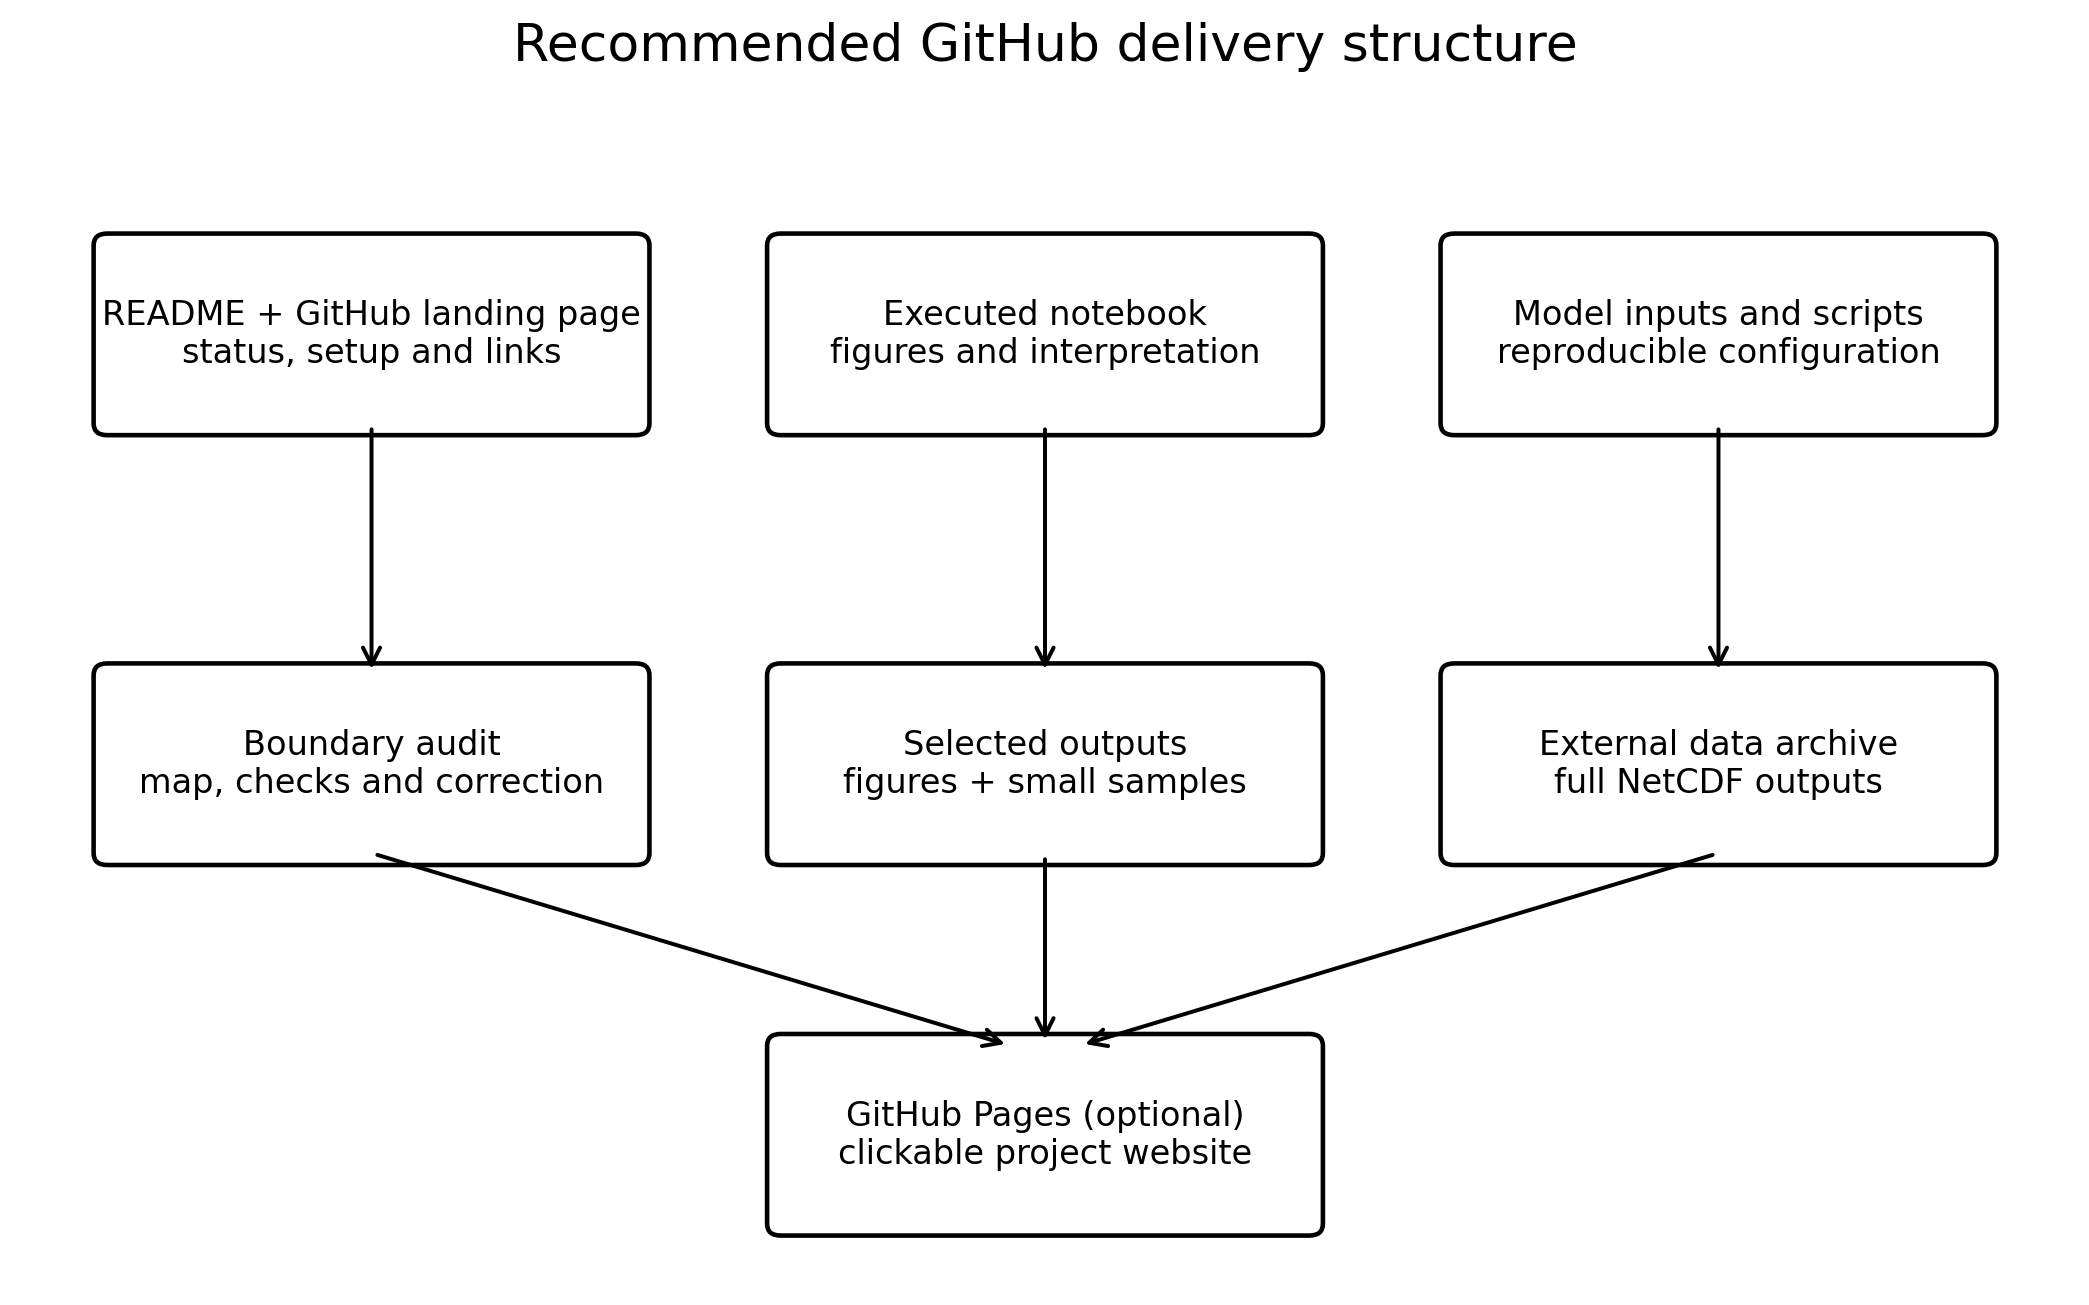 Recommended GitHub delivery structure
README + GitHub landing page
status, setup and links
Executed notebook
figures and interpretation
Model inputs and scripts
reproducible configuration
Boundary audit
map, checks and correction
Selected outputs
figures + small samples
External data archive
full NetCDF outputs
GitHub Pages (optional)
clickable project website